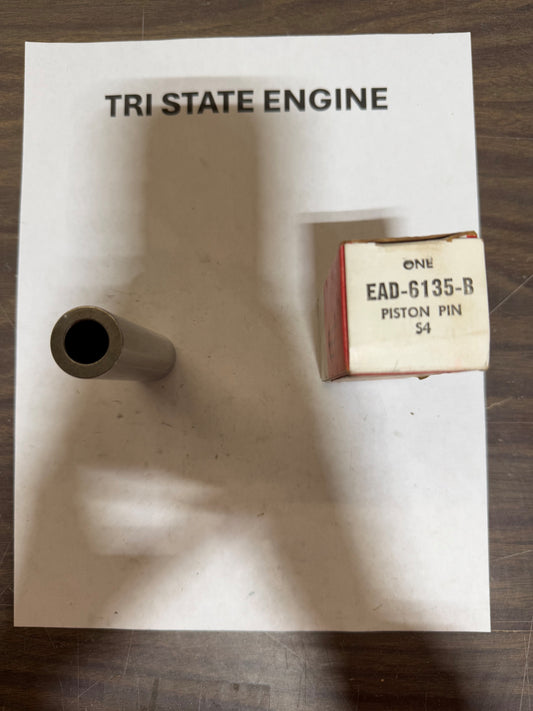 TRI STATE ENGINE
ONE
EAD-6135-B
PISTON PIN
S4